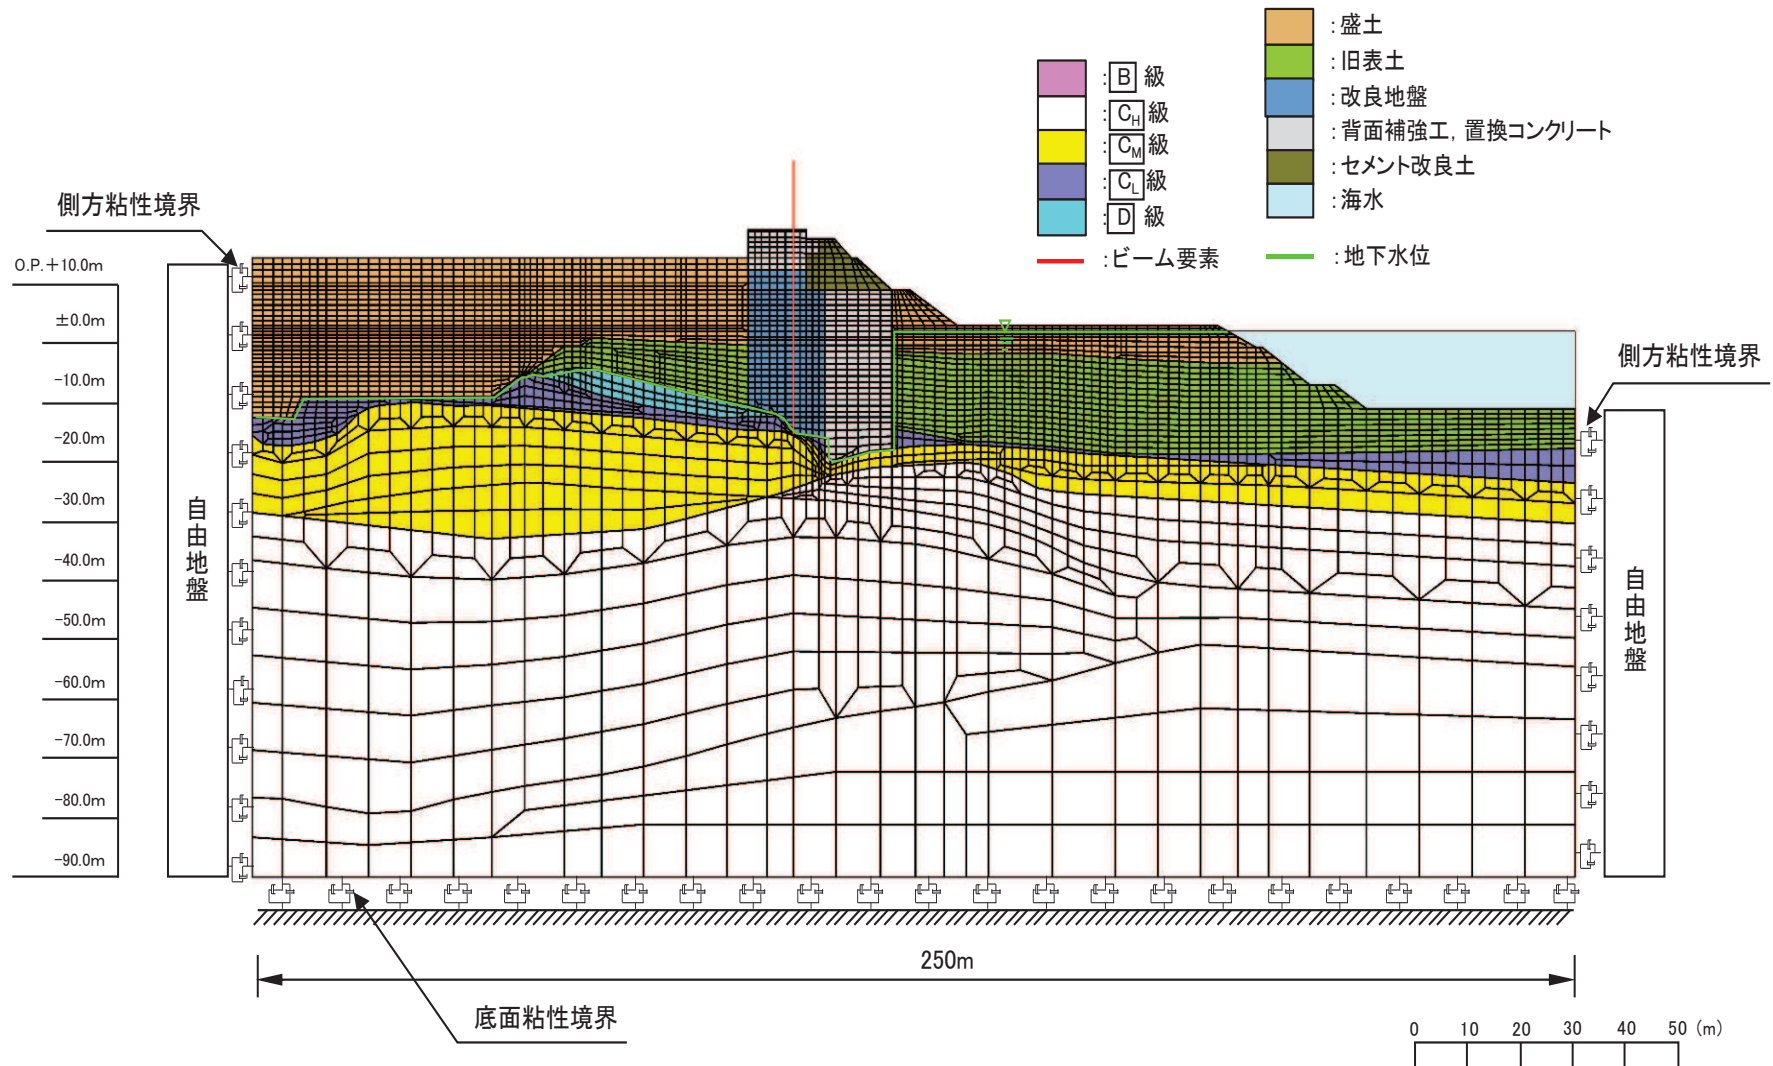 :盛土
:旧表土
:改良地盤
:背面補強工, 置換コンクリート
:セメント改良土
:海水
:B 級
:CH 級
:CM 級
:CL 級
:D 級
:ビーム要素
:地下水位
側方粘性境界
側方粘性境界
O.P.+10.0m
±0.0m
-10.0m
-20.0m
-30.0m
-40.0m
-50.0m
-60.0m
-70.0m
-80.0m
-90.0m
自由地盤
自由地盤
250m
底面粘性境界
0 10 20 30 40 50 (m)